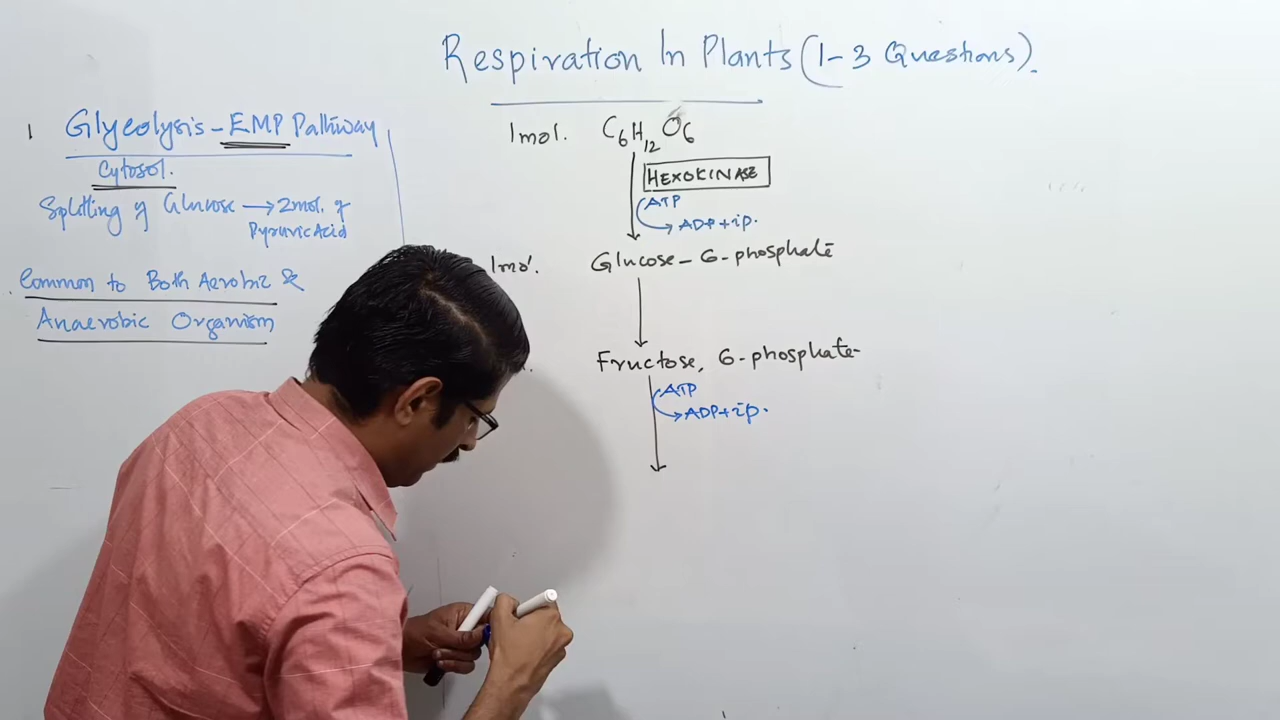 Respiration In Plants (1-3 Questions).
1 Glycolysis - EMP Pathway
Cytosol.
Splitting of Glucose → 2mol. of
Pyruvic Acid
Common to Both Aerobic &
Anaerobic Organism
1mol. C6H12O6
HEXOKINASE
ATP
ADP+ip.
1mol. Glucose - 6-phosphate
Fructose, 6-phosphate
ATP
ADP+ip.